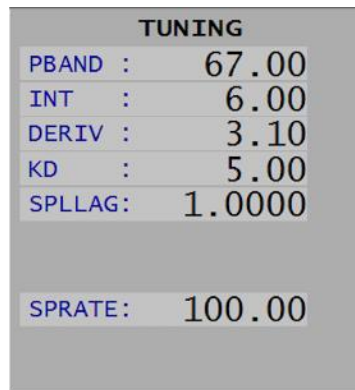 TUNING
PBAND : 67.00
INT : 6.00
DERIV : 3.10
KD : 5.00
SPLLAG: 1.0000
SPRATE: 100.00